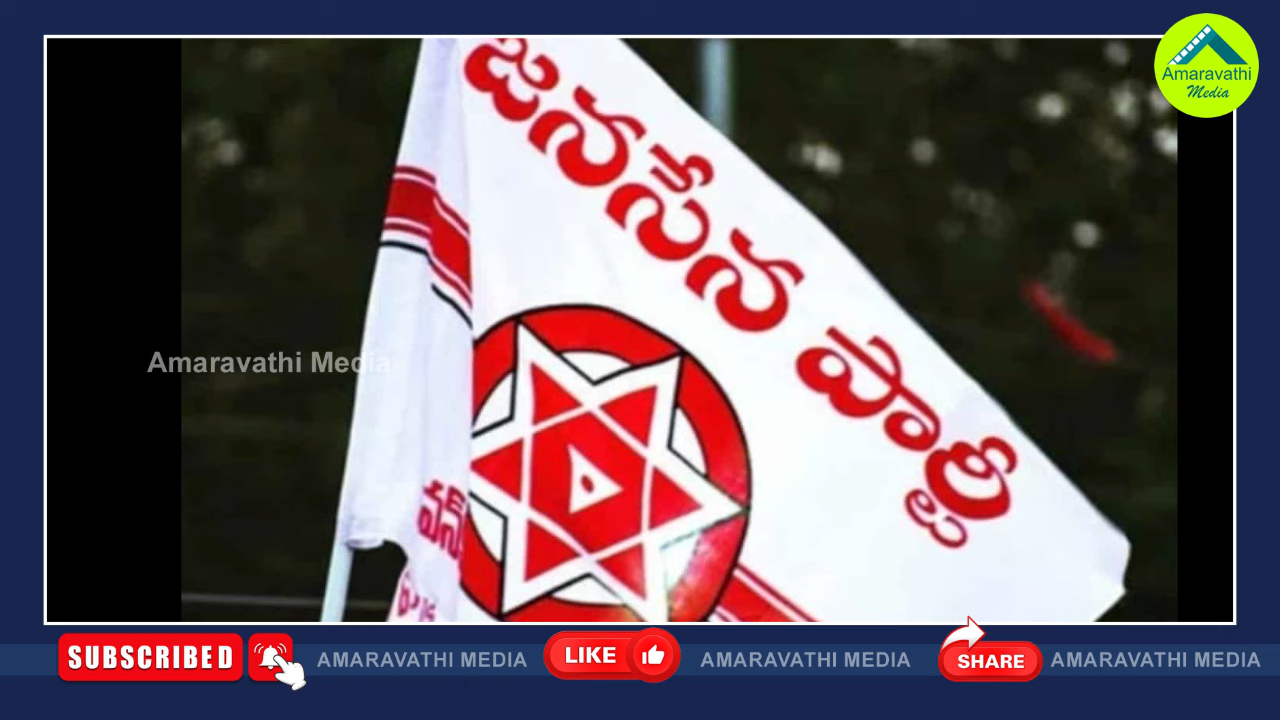 Amaravathi
Media
జనసేన పార్టీ
Amaravathi Media
SUBSCRIBED
AMARAVATHI MEDIA
LIKE
AMARAVATHI MEDIA
SHARE
AMARAVATHI MEDIA